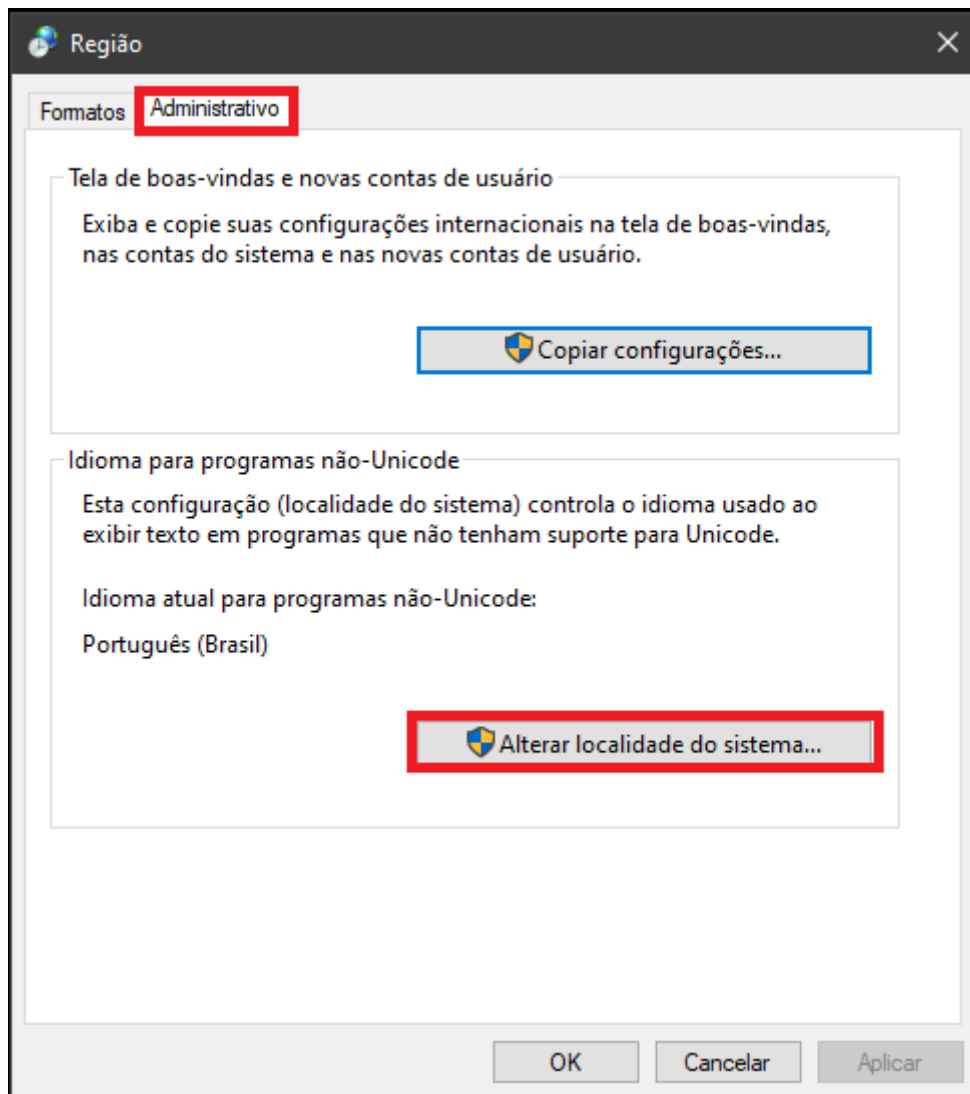 Região
Formatos
Administrativo
Tela de boas-vindas e novas contas de usuário
Exiba e copie suas configurações internacionais na tela de boas-vindas,
nas contas do sistema e nas novas contas de usuário.
Copiar configurações...
Idioma para programas não-Unicode
Esta configuração (localidade do sistema) controla o idioma usado ao
exibir texto em programas que não tenham suporte para Unicode.
Idioma atual para programas não-Unicode:
Português (Brasil)
Alterar localidade do sistema...
OK
Cancelar
Aplicar